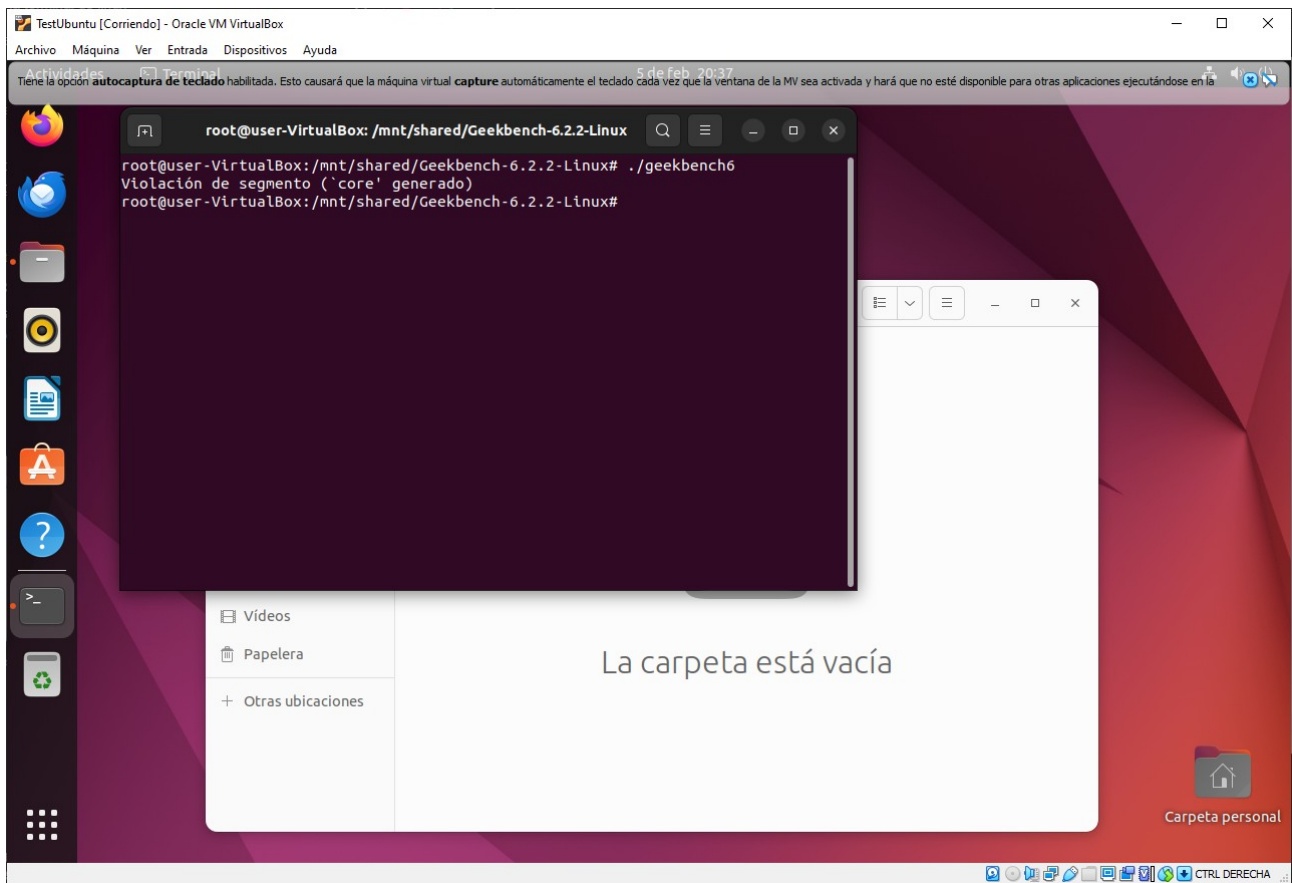 TestUbuntu [Corriendo] - Oracle VM VirtualBox
Archivo Máquina Ver Entrada Dispositivos Ayuda
Actividades Terminal 5 de feb 20:37
Tiene la opción autocaptura de teclado habilitada. Esto causará que la máquina virtual capture automáticamente el teclado cada vez que la ventana de la MV sea activada y hará que no esté disponible para otras aplicaciones ejecutándose en la
root@user-VirtualBox: /mnt/shared/Geekbench-6.2.2-Linux
root@user-VirtualBox:/mnt/shared/Geekbench-6.2.2-Linux# ./geekbench6
Violación de segmento (`core' generado)
root@user-VirtualBox:/mnt/shared/Geekbench-6.2.2-Linux#
Vídeos
Papelera
Otras ubicaciones
La carpeta está vacía
Carpeta personal
CTRL DERECHA